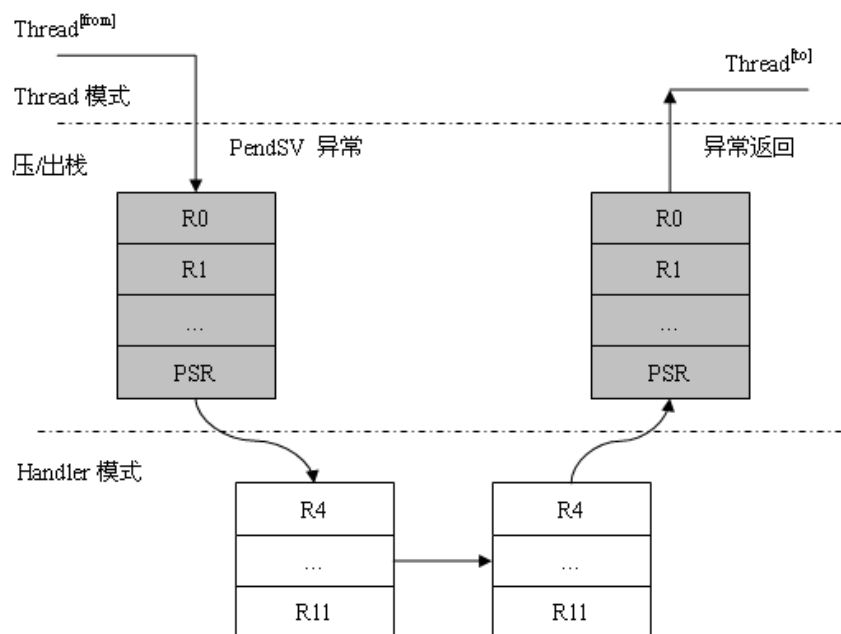 Thread[from]
Thread[to]
Thread 模式
PendSV 异常
异常返回
压/出栈
R0
R1
...
PSR
R0
R1
...
PSR
Handler 模式
R4
...
R11
R4
...
R11